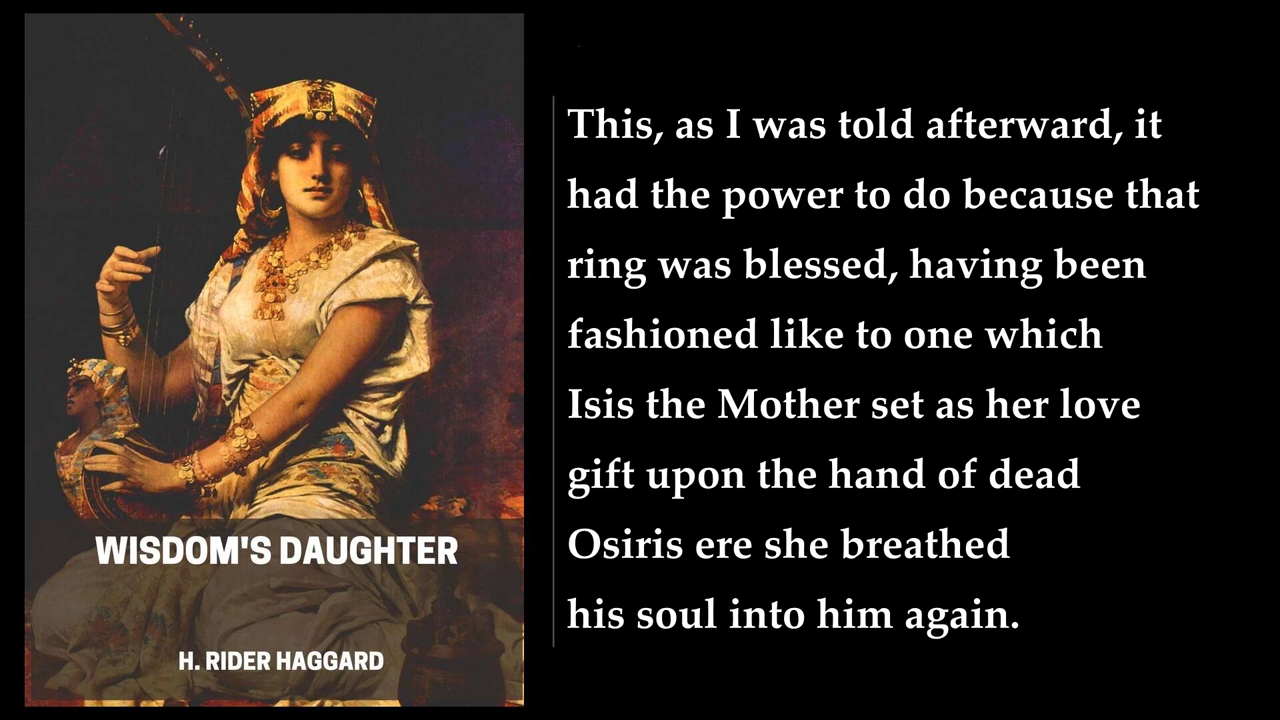 WISDOM'S DAUGHTER
H. RIDER HAGGARD
This, as I was told afterward, it
had the power to do because that
ring was blessed, having been
fashioned like to one which
Isis the Mother set as her love
gift upon the hand of dead
Osiris ere she breathed
his soul into him again.